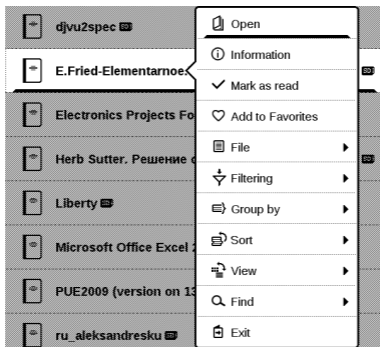 djvu2spec
E.Fried-Elementarnoe.
Electronics Projects Fo
Herb Sutter. Решение
Liberty
Microsoft Office Excel
PUE2009 (version on 13
ru_aleksandresku
Open
Information
Mark as read
Add to Favorites
File
Filtering
Group by
Sort
View
Find
Exit